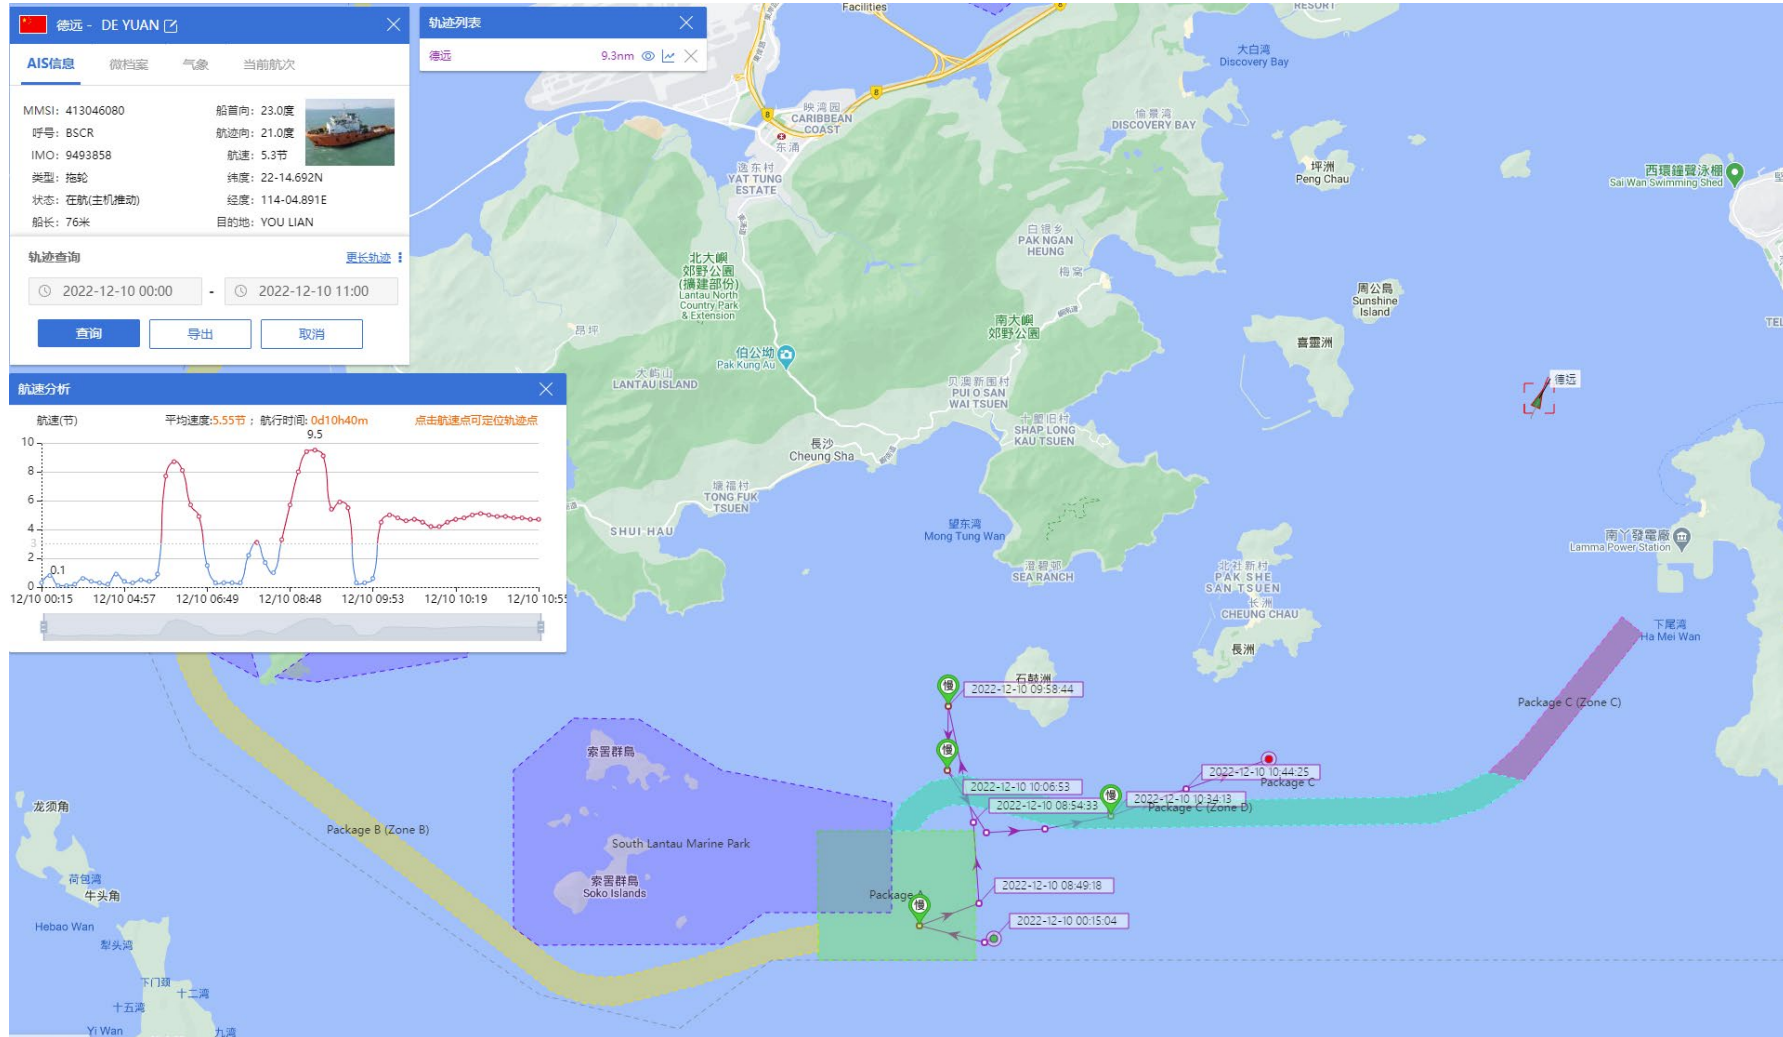 德远 - DE YUAN
AIS信息
微档案
气象
当前航次
MMSI: 413046080
船首向: 23.0度
呼号: BSCR
航迹向: 21.0度
IMO: 9493858
航速: 5.3节
类型: 拖轮
纬度: 22-14.692N
状态: 在航(主机推动)
经度: 114-04.891E
船长: 76米
目的地: YOU LIAN
轨迹查询
更长轨迹
2022-12-10 00:00
-
2022-12-10 11:00
查询
导出
取消
轨迹列表
德远
9.3nm
航速分析
航速(节)
平均速度:5.55节 ; 航行时间: 0d10h40m
点击航速点可定位轨迹点
9.5
10
8
6
4
3
2
0
0.1
12/10 00:15
12/10 04:57
12/10 06:49
12/10 08:48
12/10 09:53
12/10 10:19
12/10 10:55
Facilities
RESORT
8
8
8
大白湾
Discovery Bay
映湾园
CARIBBEAN
COAST
东涌
愉景湾
DISCOVERY BAY
逸东村
YAT TUNG
ESTATE
坪洲
Peng Chau
西環鐘聲泳棚
Sai Wan Swimming Shed
白银乡
PAK NGAN
HEUNG
梅窝
北大嶼
郊野公園
(擴建部份)
Lantau North
Country Park
& Extension
周公島
Sunshine
Island
TEL
昂坪
南大嶼
郊野公園
喜靈洲
伯公坳
Pak Kung Au
大屿山
LANTAU ISLAND
贝澳新围村
PUI O SAN
WAI TSUEN
德远
十塱旧村
SHAP LONG
KAU TSUEN
長沙
Cheung Sha
塘福村
TONG FUK
TSUEN
SHUI HAU
望东湾
Mong Tung Wan
南丫發電廠
Lamma Power Station
澄碧邨
SEA RANCH
北社新村
PAK SHE
SAN TSUEN
长洲
CHEUNG CHAU
長洲
下尾湾
Ha Mei Wan
石鼓洲
慢
2022-12-10 09:58:44
Package C (Zone C)
索罟群島
慢
2022-12-10 10:44:25
Package C
2022-12-10 10:06:53
慢
2022-12-10 10:34:13
2022-12-10 08:54:33
Package C (Zone D)
龙须角
Package B (Zone B)
South Lantau Marine Park
荷包湾
牛头角
索罟群島
Soko Islands
Package A
慢
2022-12-10 08:49:18
2022-12-10 00:15:04
Hebao Wan
犁头湾
下门颈
十二湾
十五湾
Yi Wan
九湾